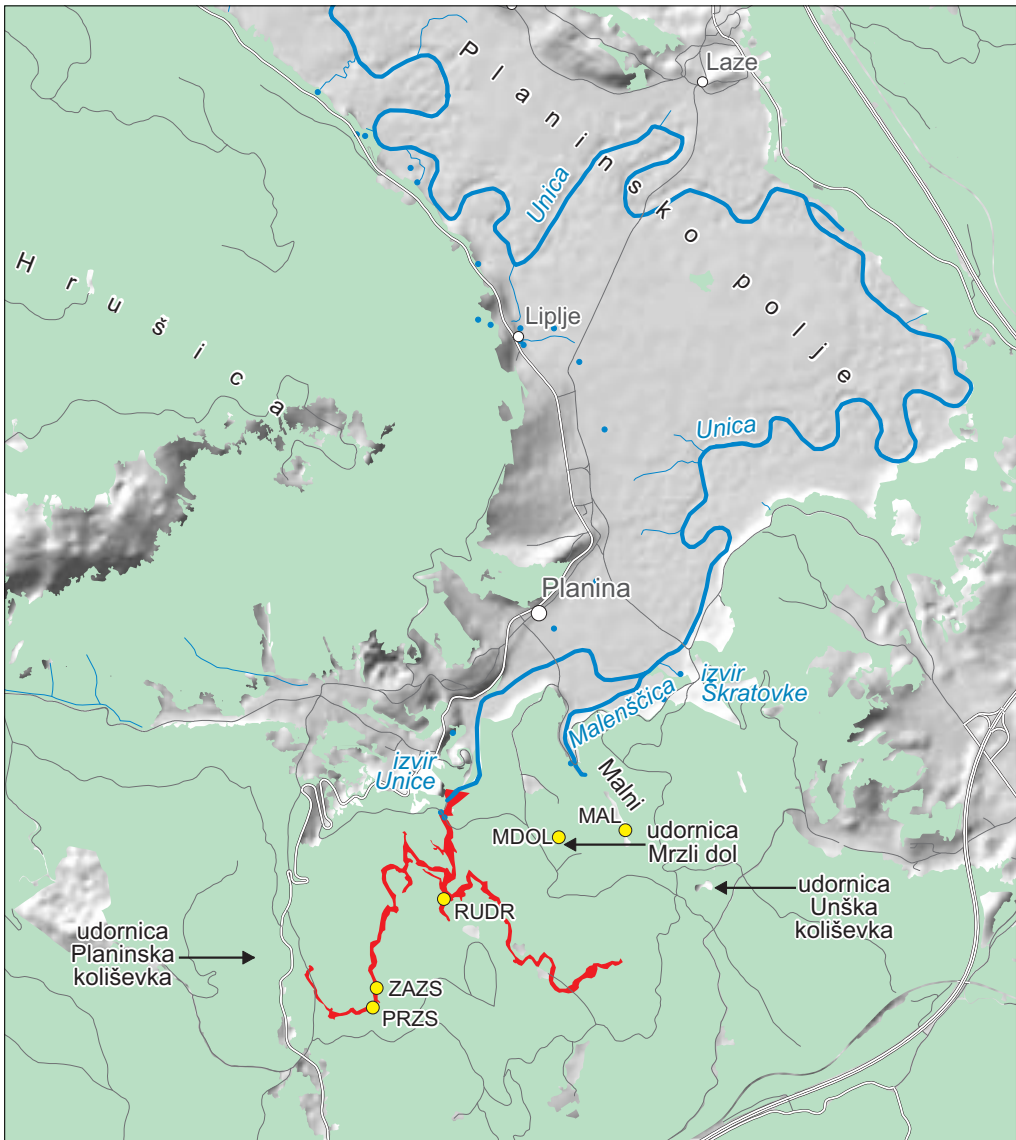 Laze
Planinsko polje
Unica
Hrušica
Liplje
Unica
Planina
izvir
Škratovke
Malenščica
izvir
Unice
Malni
MAL
MDOL
udornica
Mrzli dol
udornica
Unška
koliševka
RUDR
udornica
Planinska
koliševka
ZAZS
PRZS